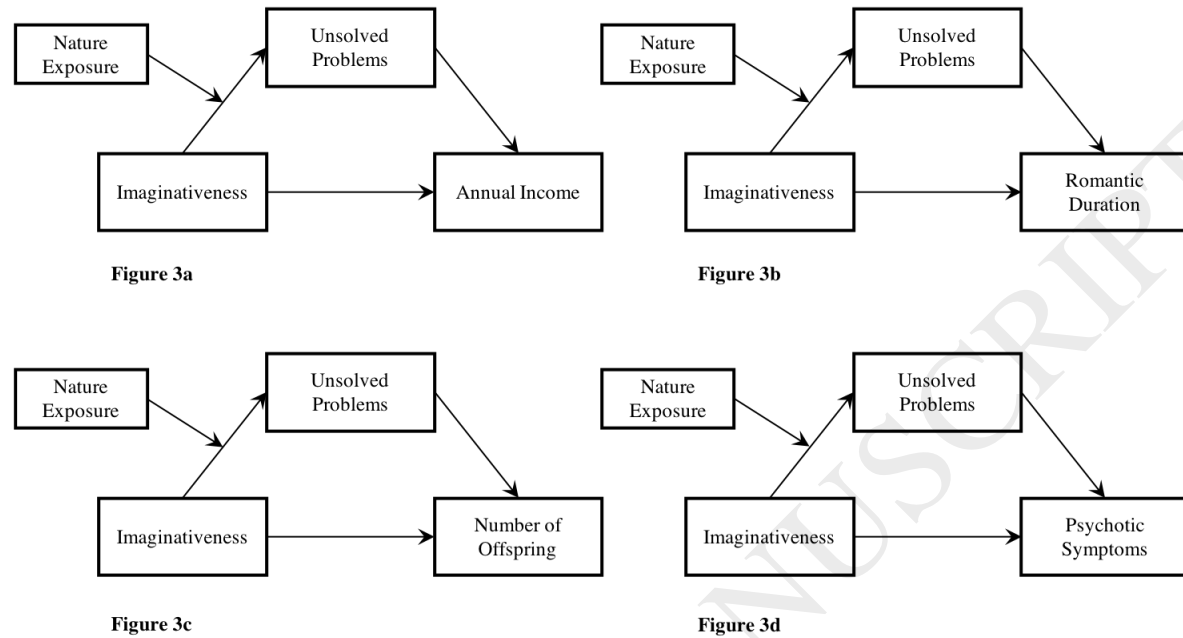 Nature
Exposure
Unsolved
Problems
Imaginativeness
Annual Income
Figure 3a
Nature
Exposure
Unsolved
Problems
Imaginativeness
Romantic
Duration
Figure 3b
Nature
Exposure
Unsolved
Problems
Imaginativeness
Number of
Offspring
Figure 3c
Nature
Exposure
Unsolved
Problems
Imaginativeness
Psychotic
Symptoms
Figure 3d
NUSCRIPT